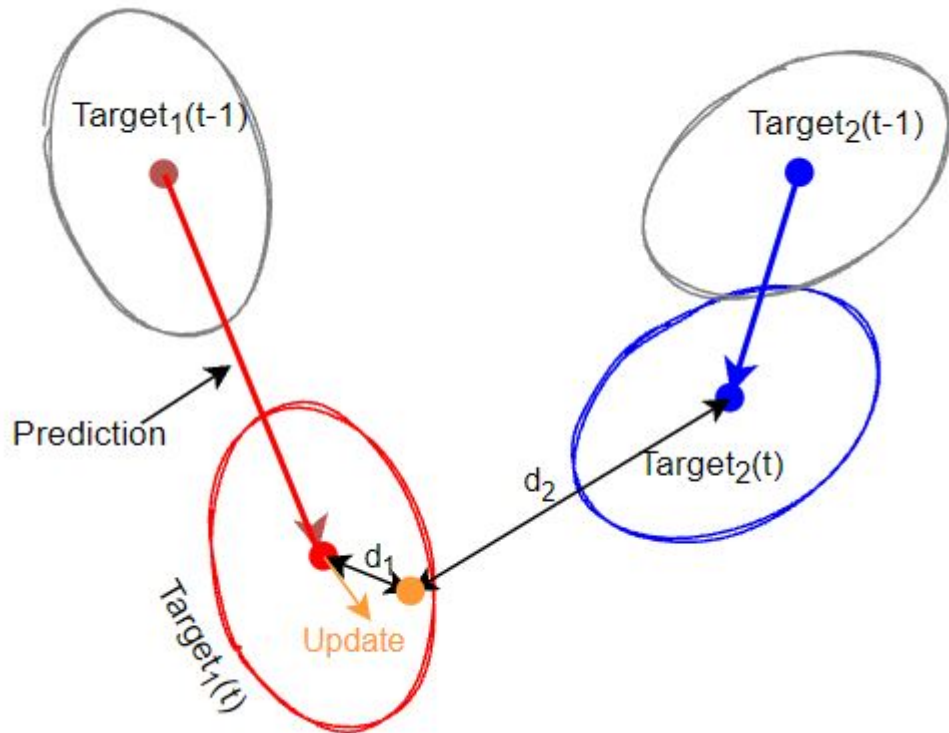 Target₁(t-1)
Target₂(t-1)
Prediction
d₂
Target₂(t)
d₁
Target₁(t)
Update